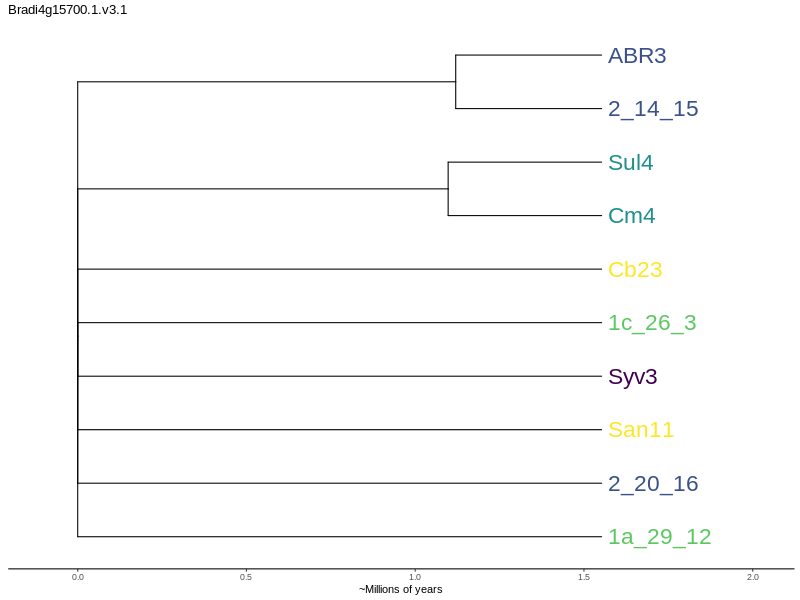 Bradi4g15700.1.v3.1
ABR3
2_14_15
Sul4
Cm4
Cb23
1c_26_3
Syv3
San11
2_20_16
1a_29_12
0.0 0.5 1.0 1.5 2.0
~Millions of years